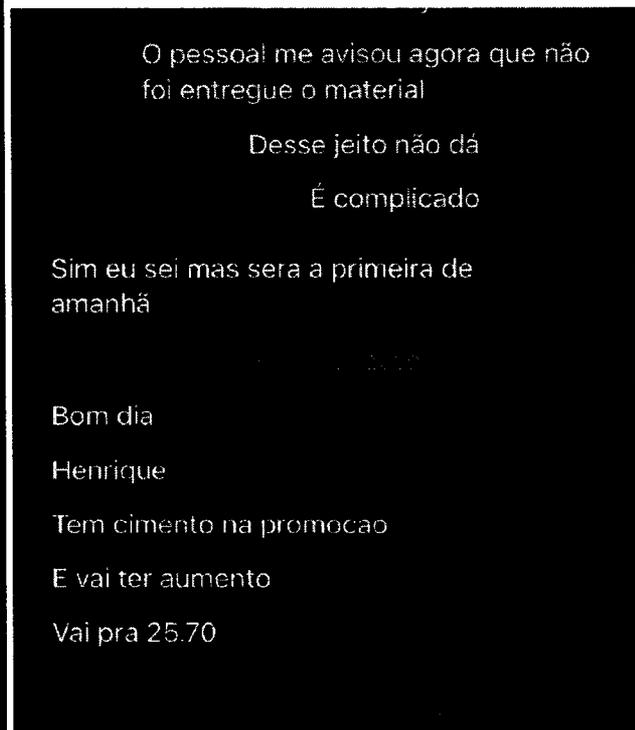 O pessoal me avisou agora que não
foi entregue o material
Desse jeito não dá
É complicado
Sim eu sei mas sera a primeira de
amanhã
Bom dia
Henrique
Tem cimento na promocao
E vai ter aumento
Vai pra 25.70